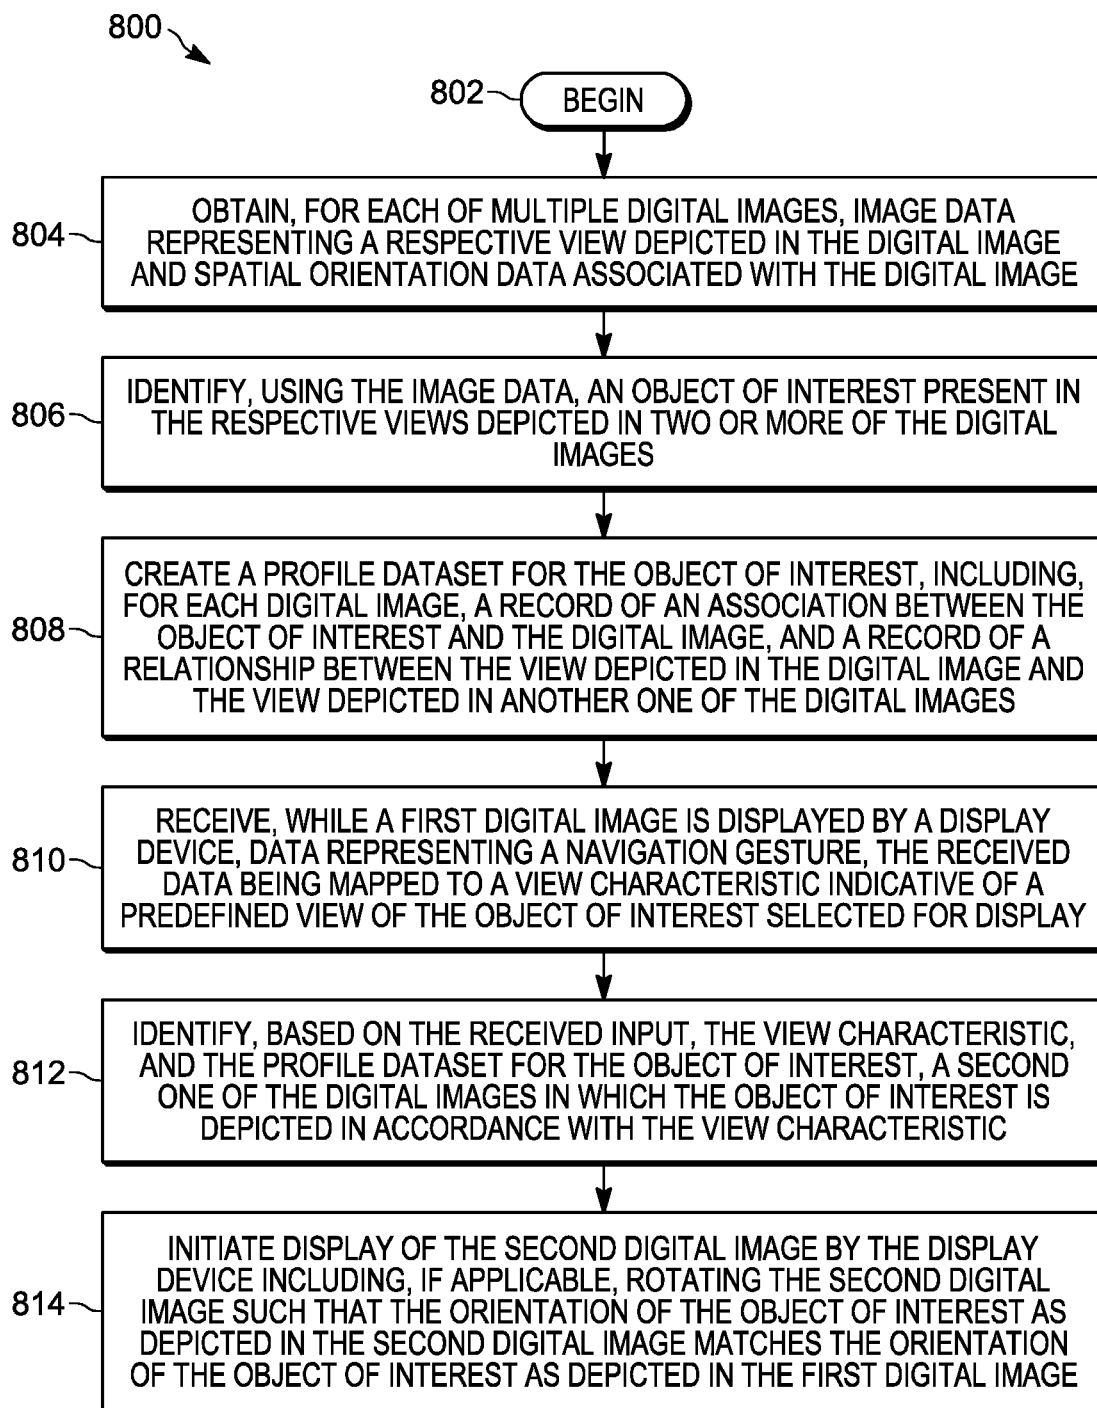 800
802
BEGIN
804
OBTAIN, FOR EACH OF MULTIPLE DIGITAL IMAGES, IMAGE DATA
REPRESENTING A RESPECTIVE VIEW DEPICTED IN THE DIGITAL IMAGE
AND SPATIAL ORIENTATION DATA ASSOCIATED WITH THE DIGITAL IMAGE
806
IDENTIFY, USING THE IMAGE DATA, AN OBJECT OF INTEREST PRESENT IN
THE RESPECTIVE VIEWS DEPICTED IN TWO OR MORE OF THE DIGITAL
IMAGES
808
CREATE A PROFILE DATASET FOR THE OBJECT OF INTEREST, INCLUDING,
FOR EACH DIGITAL IMAGE, A RECORD OF AN ASSOCIATION BETWEEN THE
OBJECT OF INTEREST AND THE DIGITAL IMAGE, AND A RECORD OF A
RELATIONSHIP BETWEEN THE VIEW DEPICTED IN THE DIGITAL IMAGE AND
THE VIEW DEPICTED IN ANOTHER ONE OF THE DIGITAL IMAGES
810
RECEIVE, WHILE A FIRST DIGITAL IMAGE IS DISPLAYED BY A DISPLAY
DEVICE, DATA REPRESENTING A NAVIGATION GESTURE, THE RECEIVED
DATA BEING MAPPED TO A VIEW CHARACTERISTIC INDICATIVE OF A
PREDEFINED VIEW OF THE OBJECT OF INTEREST SELECTED FOR DISPLAY
812
IDENTIFY, BASED ON THE RECEIVED INPUT, THE VIEW CHARACTERISTIC,
AND THE PROFILE DATASET FOR THE OBJECT OF INTEREST, A SECOND
ONE OF THE DIGITAL IMAGES IN WHICH THE OBJECT OF INTEREST IS
DEPICTED IN ACCORDANCE WITH THE VIEW CHARACTERISTIC
814
INITIATE DISPLAY OF THE SECOND DIGITAL IMAGE BY THE DISPLAY
DEVICE INCLUDING, IF APPLICABLE, ROTATING THE SECOND DIGITAL
IMAGE SUCH THAT THE ORIENTATION OF THE OBJECT OF INTEREST AS
DEPICTED IN THE SECOND DIGITAL IMAGE MATCHES THE ORIENTATION
OF THE OBJECT OF INTEREST AS DEPICTED IN THE FIRST DIGITAL IMAGE